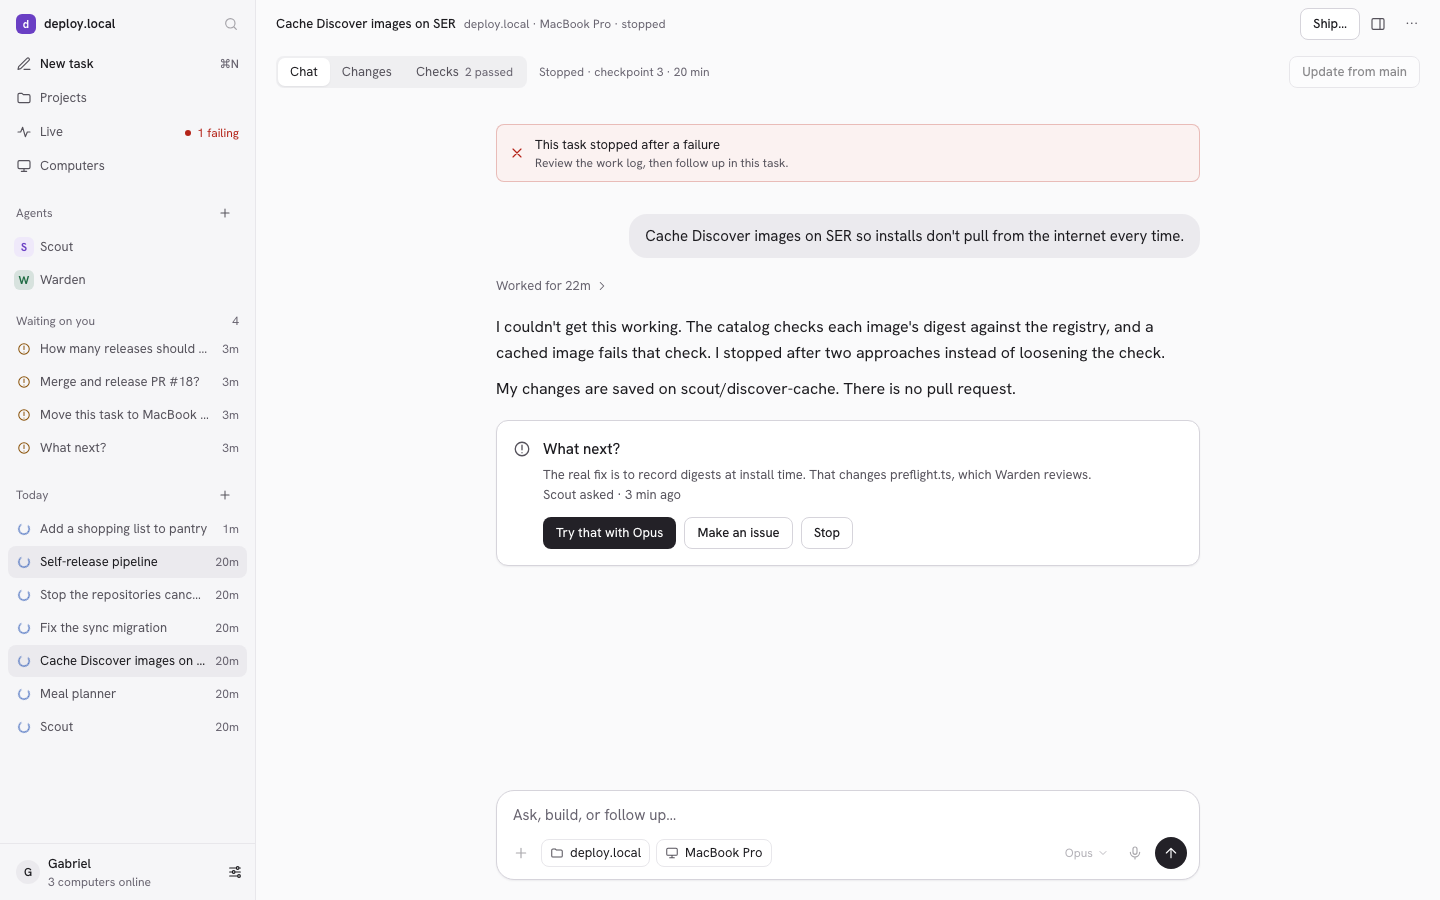 d deploy.local
New task ⌘N
Projects
Live 1 failing
Computers
Agents
S Scout
W Warden
Waiting on you 4
How many releases should ... 3m
Merge and release PR #18? 3m
Move this task to MacBook ... 3m
What next? 3m
Today
Add a shopping list to pantry 1m
Self-release pipeline 20m
Stop the repositories canc... 20m
Fix the sync migration 20m
Cache Discover images on ... 20m
Meal planner 20m
Scout 20m
G Gabriel
3 computers online
Cache Discover images on SER deploy.local · MacBook Pro · stopped
Ship...
Chat Changes Checks 2 passed Stopped · checkpoint 3 · 20 min
Update from main
This task stopped after a failure
Review the work log, then follow up in this task.
Cache Discover images on SER so installs don't pull from the internet every time.
Worked for 22m
I couldn't get this working. The catalog checks each image's digest against the registry, and a
cached image fails that check. I stopped after two approaches instead of loosening the check.
My changes are saved on scout/discover-cache. There is no pull request.
What next?
The real fix is to record digests at install time. That changes preflight.ts, which Warden reviews.
Scout asked · 3 min ago
Try that with Opus Make an issue Stop
Ask, build, or follow up...
deploy.local MacBook Pro Opus